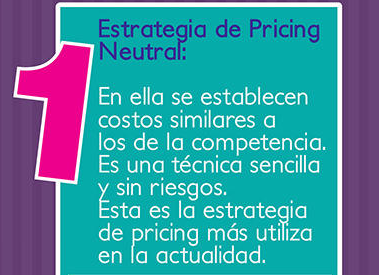 1
Estrategia de Pricing
Neutral:
En ella se establecen
costos similares a
los de la competencia.
Es una técnica sencilla
y sin riesgos.
Esta es la estrategia
de pricing más utiliza
en la actualidad.